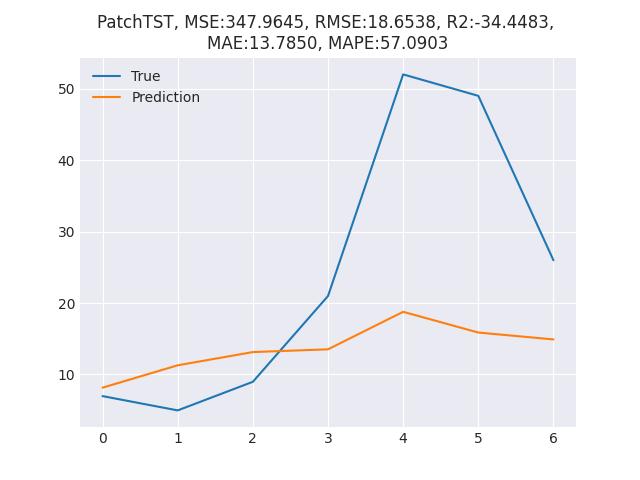 PatchTST, MSE:347.9645, RMSE:18.6538, R2:-34.4483,
MAE:13.7850, MAPE:57.0903
True
Prediction
50
40
30
20
10
0 1 2 3 4 5 6